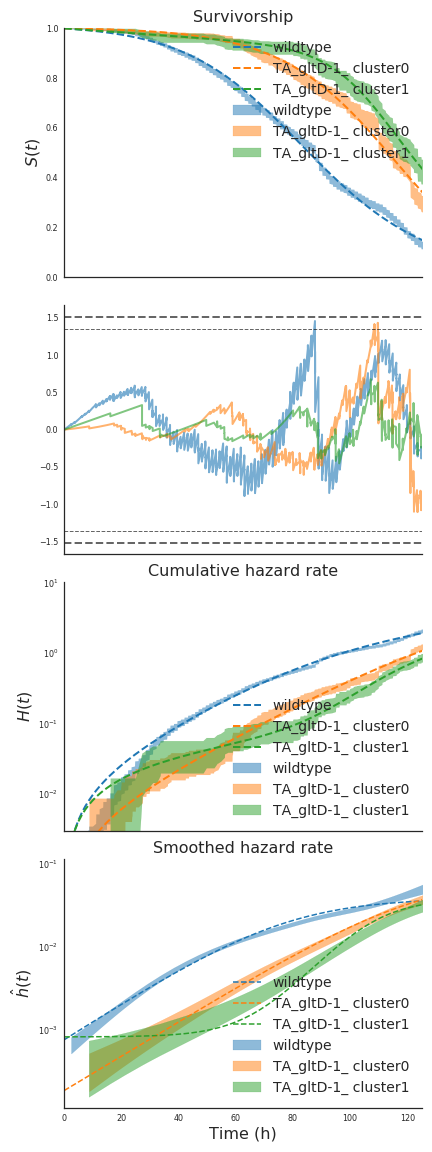 Survivorship
1.0
0.8
0.6
0.4
0.2
0.0
S(t)
wildtype
TA_gltD-1_ cluster0
TA_gltD-1_ cluster1
wildtype
TA_gltD-1_ cluster0
TA_gltD-1_ cluster1
1.5
1.0
0.5
0.0
−0.5
−1.0
−1.5
Cumulative hazard rate
10¹
10⁰
10⁻¹
10⁻²
H(t)
wildtype
TA_gltD-1_ cluster0
TA_gltD-1_ cluster1
wildtype
TA_gltD-1_ cluster0
TA_gltD-1_ cluster1
Smoothed hazard rate
10⁻¹
10⁻²
10⁻³
ĥ(t)
wildtype
TA_gltD-1_ cluster0
TA_gltD-1_ cluster1
wildtype
TA_gltD-1_ cluster0
TA_gltD-1_ cluster1
0 20 40 60 80 100 120
Time (h)